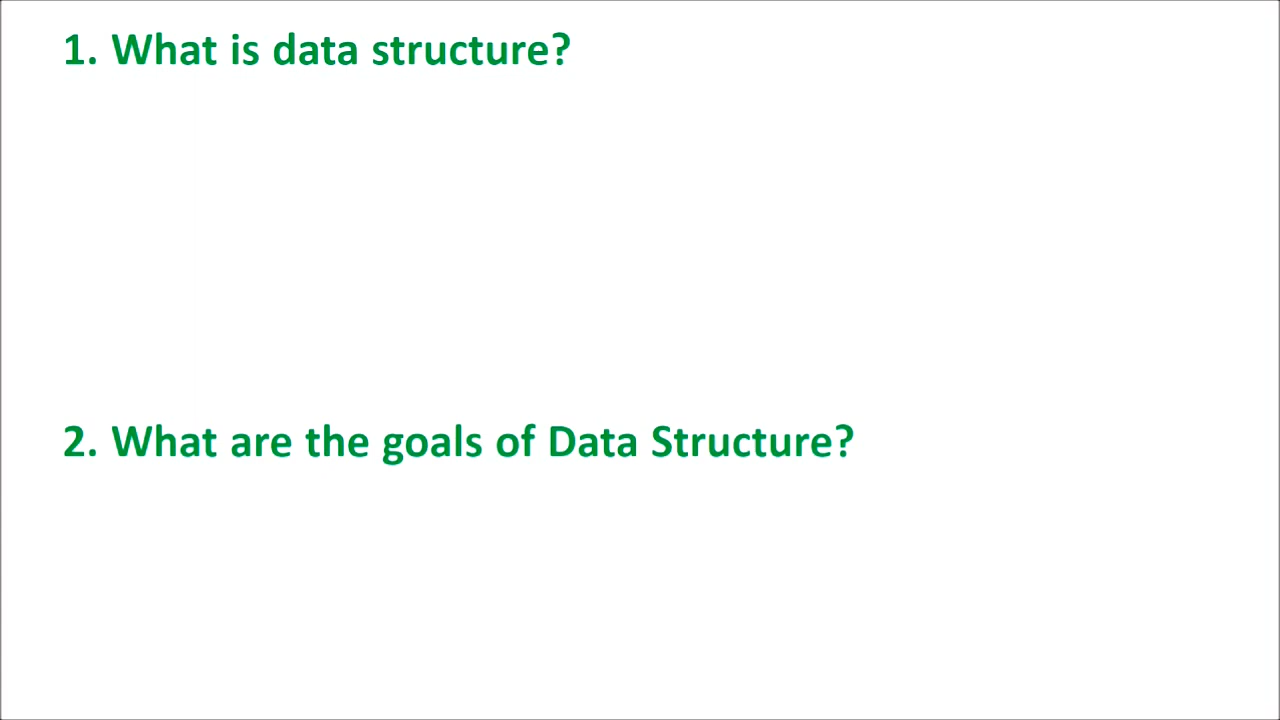 1. What is data structure?
2. What are the goals of Data Structure?